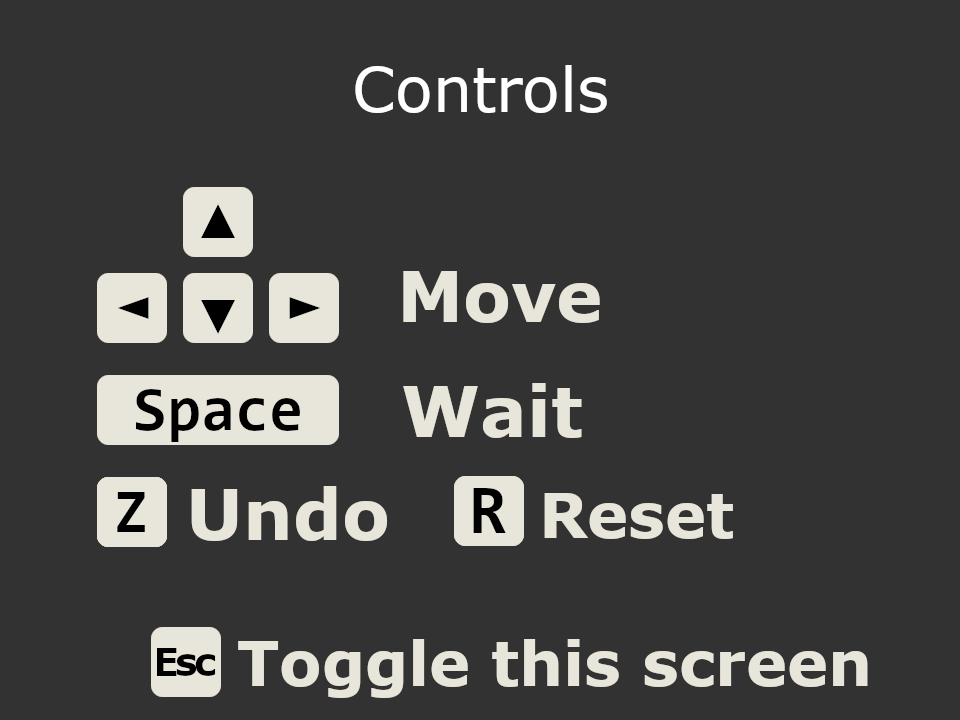 Controls
▲
◄ ▼ ► Move
Space Wait
Z Undo R Reset
Esc Toggle this screen